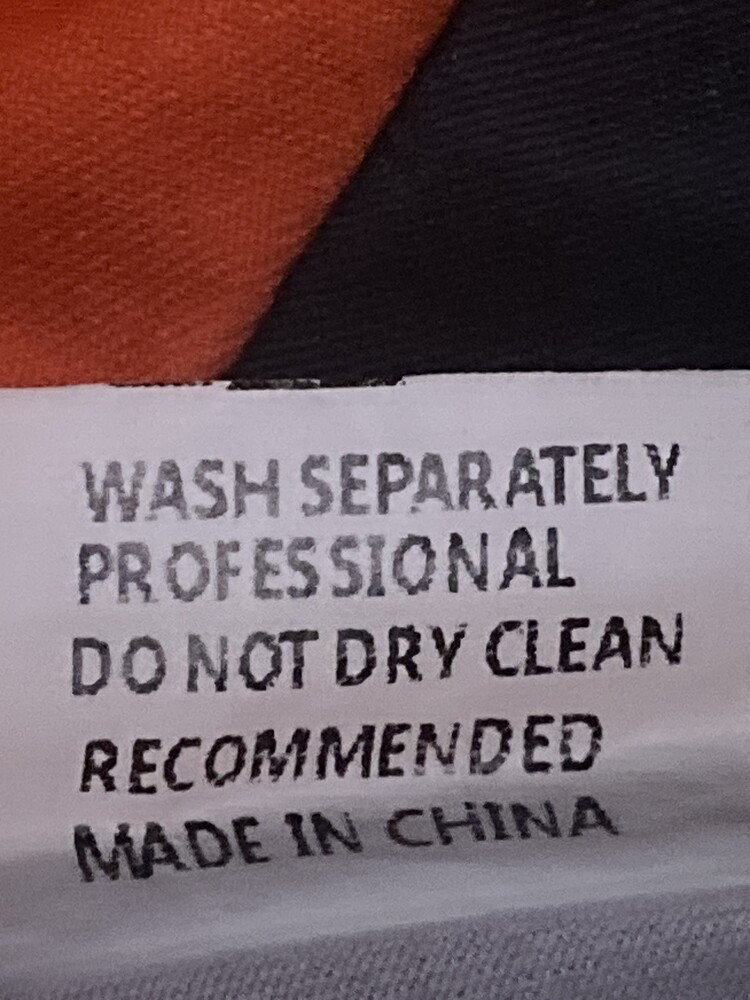 WASH SEPARATELY
PROFESSIONAL
DO NOT DRY CLEAN
RECOMMENDED
MADE IN CHINA